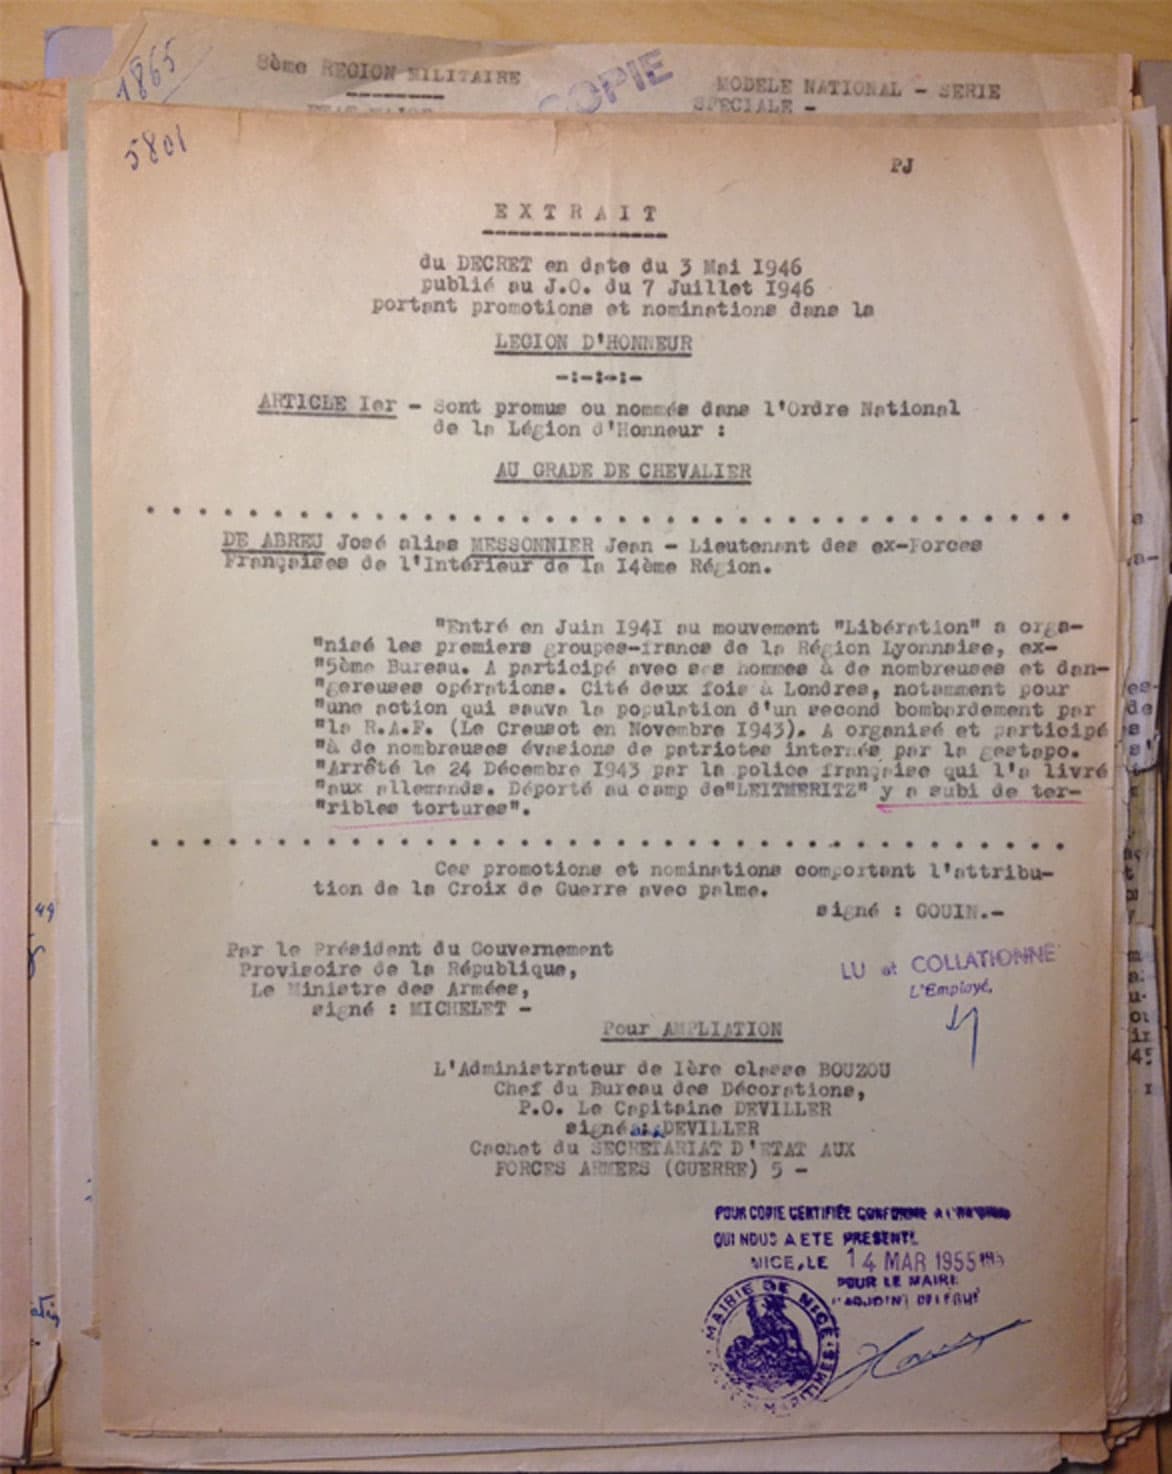 1865
8ème REGION MILITAIRE
COPIE
MODELE NATIONAL - SERIE
SPECIALE -
5801
PJ
EXTRAIT
du DECRET en date du 3 Mai I946
publié au J.O. du 7 Juillet I946
portant promotions et nominations dans la
LEGION D'HONNEUR
-:-:-:-
ARTICLE Ier - Sont promus ou nommés dans l'Ordre National
de la Légion d'Honneur :
AU GRADE DE CHEVALIER
DE ABREU José alias MESSONNIER Jean - Lieutenant des ex-Forces
Françaises de l'Intérieur de la I4ème Région.
"Entré en Juin I94I au mouvement "Libération" a orga-
"nisé les premiers groupes-francs de la Région Lyonnaise, ex-
"5ème Bureau. A participé avec ses hommes à de nombreuses et dan-
"gereuses opérations. Cité deux fois à Londres, notamment pour
"une action qui sauva la population d'un second bombardement par
"la R.A.F. (Le Creusot en Novembre I943). A organisé et participé
"à de nombreuses évasions de patriotes internés par la gestapo.
"Arrêté le 24 Décembre I943 par la police française qui l'a livré
"aux allemands. Déporté au camp de"LEITMERITZ" y a subi de ter-
"ribles tortures".
Ces promotions et nominations comportent l'attribu-
tion de la Croix de Guerre avec palme.
signé : GOUIN.-
Par le Président du Gouvernement
Provisoire de la République,
Le Ministre des Armées,
signé : MICHELET -
LU et COLLATIONNE
L'Employé,
Pour AMPLIATION
L'Administrateur de Ière classe BOUZOU
Chef du Bureau des Décorations,
P.O. Le Capitaine DEVILLER
signé : DEVILLER
Cachet du SECRETARIAT D'ETAT AUX
FORCES ARMEES (GUERRE) 5 -
POUR COPIE CERTIFIÉE CONFORME A
QUI NOUS A ETE PRESENTE
NICE, LE 14 MAR 1955
POUR LE MAIRE
L'ADJOINT DELEGUE
MAIRIE DE NICE
MARITIMES
49